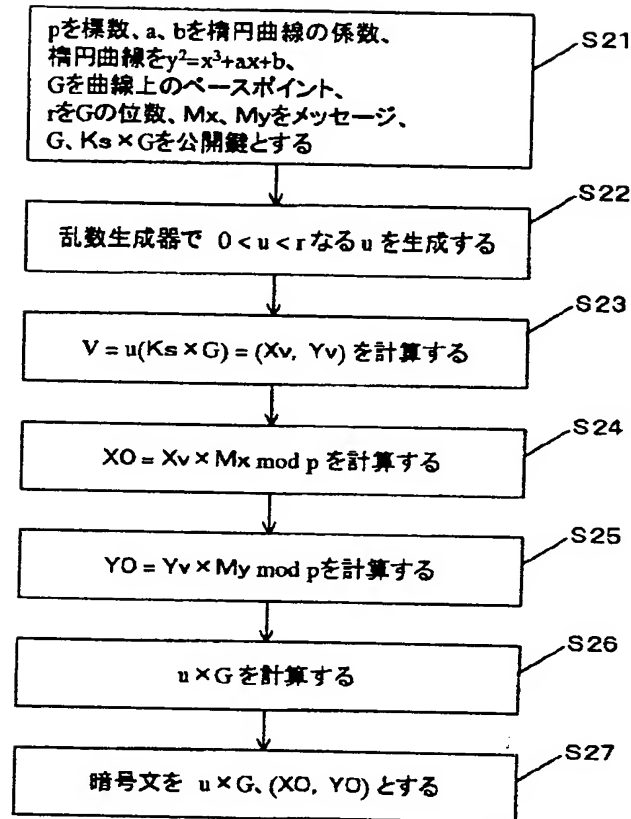 pを標数、a、bを楕円曲線の係数、
楕円曲線をy²=x³+ax+b、
Gを曲線上のベースポイント、
rをGの位数、Mx、Myをメッセージ、
G、Ks×Gを公開鍵とする
S21
乱数生成器で 0<u<rなるuを生成する
S22
V=u(Ks×G)=(Xv, Yv)を計算する
S23
X0=Xv×Mx mod pを計算する
S24
Y0=Yv×My mod pを計算する
S25
u×Gを計算する
S26
暗号文を u×G、(X0, Y0)とする
S27